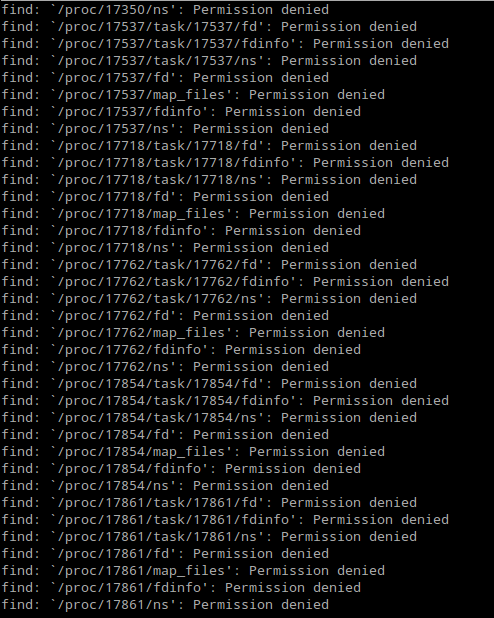 find: `/proc/17350/ns': Permission denied
find: `/proc/17537/task/17537/fd': Permission denied
find: `/proc/17537/task/17537/fdinfo': Permission denied
find: `/proc/17537/task/17537/ns': Permission denied
find: `/proc/17537/fd': Permission denied
find: `/proc/17537/map_files': Permission denied
find: `/proc/17537/fdinfo': Permission denied
find: `/proc/17537/ns': Permission denied
find: `/proc/17718/task/17718/fd': Permission denied
find: `/proc/17718/task/17718/fdinfo': Permission denied
find: `/proc/17718/task/17718/ns': Permission denied
find: `/proc/17718/fd': Permission denied
find: `/proc/17718/map_files': Permission denied
find: `/proc/17718/fdinfo': Permission denied
find: `/proc/17718/ns': Permission denied
find: `/proc/17762/task/17762/fd': Permission denied
find: `/proc/17762/task/17762/fdinfo': Permission denied
find: `/proc/17762/task/17762/ns': Permission denied
find: `/proc/17762/fd': Permission denied
find: `/proc/17762/map_files': Permission denied
find: `/proc/17762/fdinfo': Permission denied
find: `/proc/17762/ns': Permission denied
find: `/proc/17854/task/17854/fd': Permission denied
find: `/proc/17854/task/17854/fdinfo': Permission denied
find: `/proc/17854/task/17854/ns': Permission denied
find: `/proc/17854/fd': Permission denied
find: `/proc/17854/map_files': Permission denied
find: `/proc/17854/fdinfo': Permission denied
find: `/proc/17854/ns': Permission denied
find: `/proc/17861/task/17861/fd': Permission denied
find: `/proc/17861/task/17861/fdinfo': Permission denied
find: `/proc/17861/task/17861/ns': Permission denied
find: `/proc/17861/fd': Permission denied
find: `/proc/17861/map_files': Permission denied
find: `/proc/17861/fdinfo': Permission denied
find: `/proc/17861/ns': Permission denied